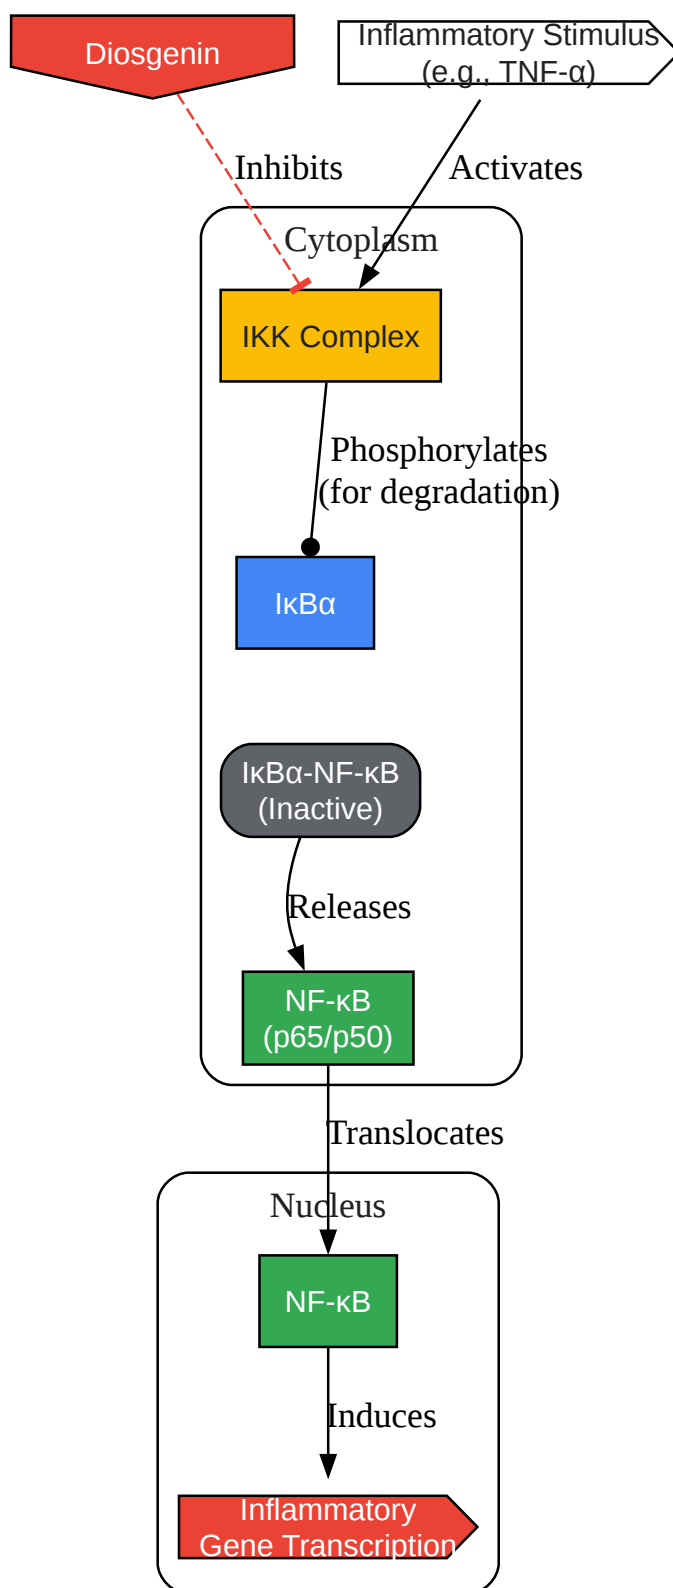 Diosgenin
Inflammatory Stimulus
(e.g., TNF-α)
Inhibits
Activates
Cytoplasm
IKK Complex
Phosphorylates
(for degradation)
IκBα
IκBα-NF-κB
(Inactive)
Releases
NF-κB
(p65/p50)
Translocates
Nucleus
NF-κB
Induces
Inflammatory
Gene Transcription